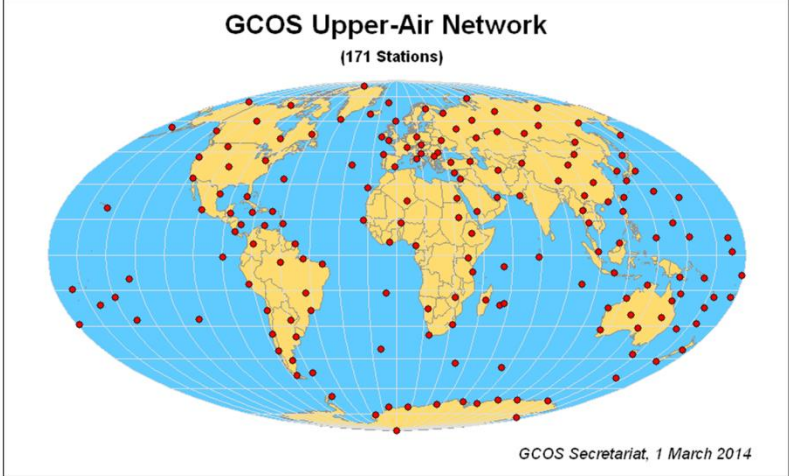 GCOS Upper-Air Network
(171 Stations)
GCOS Secretariat, 1 March 2014